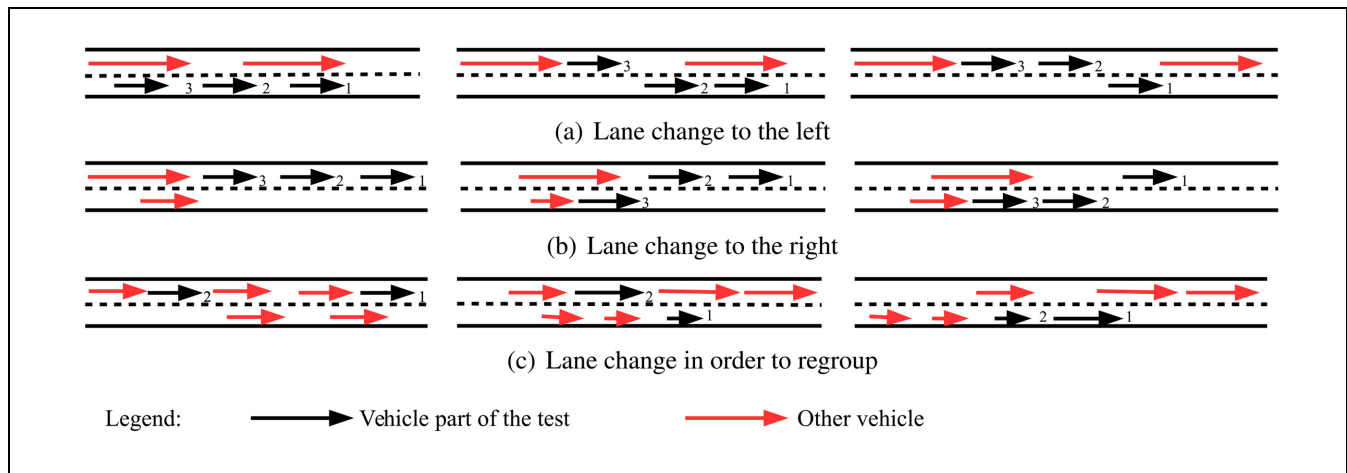 3 2 1
3 2 1
3 2 1
(a) Lane change to the left
3 2 1
3 2 1
3 2 1
(b) Lane change to the right
2 1
2 1
2 1
(c) Lane change in order to regroup
Legend: Vehicle part of the test Other vehicle